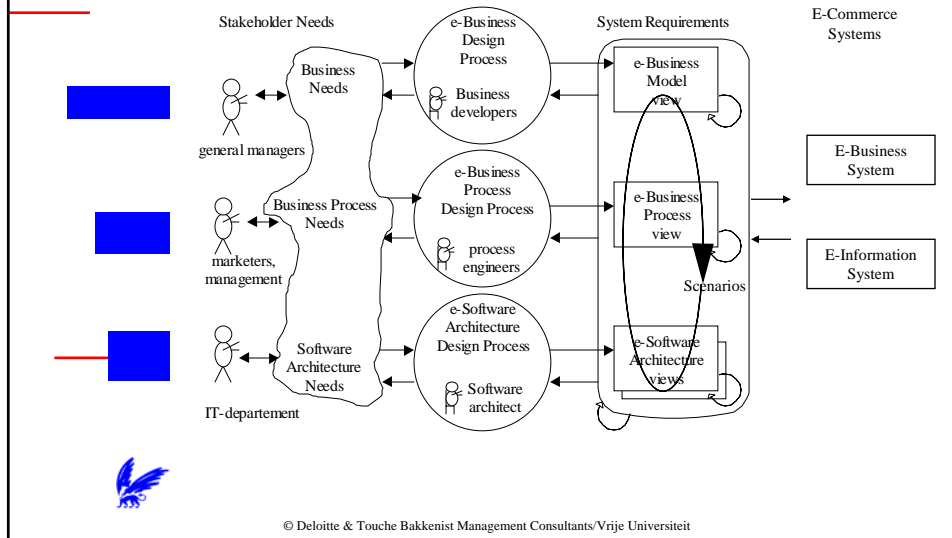 Stakeholder Needs
e-Business
Design
Process
System Requirements
E-Commerce
Systems
Business
Needs
Business
developers
e-Business
Model
view
general managers
E-Business
System
Business Process
Needs
e-Business
Process
Design Process
process
engineers
e-Business
Process
view
marketers,
management
E-Information
System
Scenarios
Software
Architecture
Needs
e-Software
Architecture
Design Process
Software
architect
e-Software
Architecture
views
IT-departement
© Deloitte & Touche Bakkenist Management Consultants/Vrije Universiteit